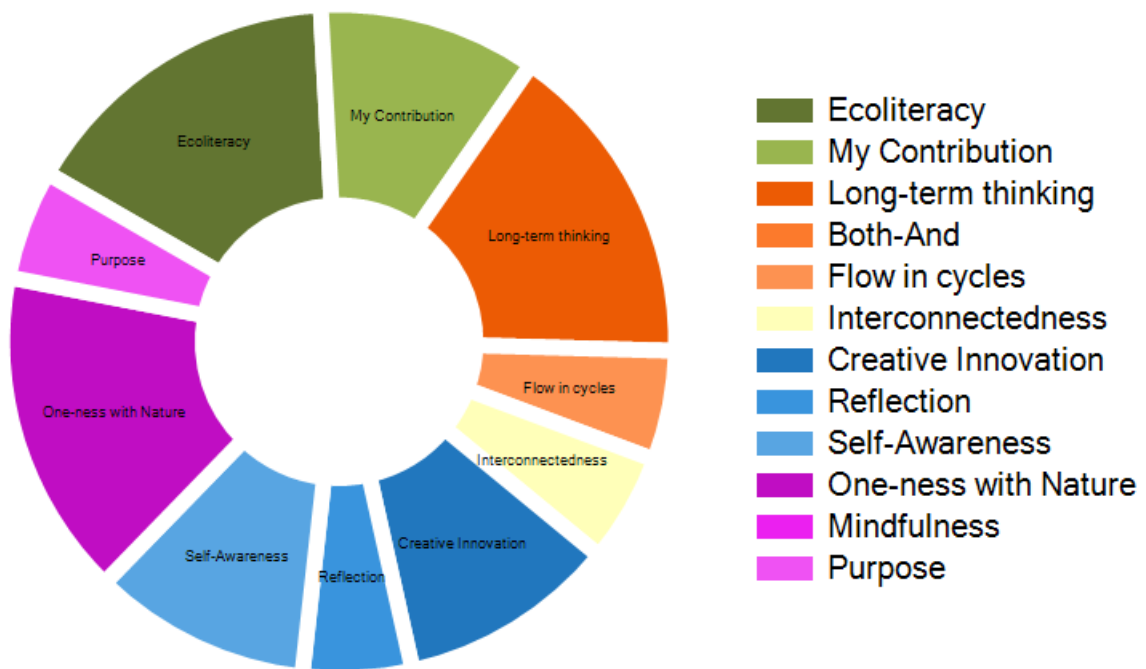 My Contribution
Ecoliteracy
Long-term thinking
Purpose
Flow in cycles
One-ness with Nature
Interconnectedness
Creative Innovation
Self-Awareness
Reflection
Ecoliteracy
My Contribution
Long-term thinking
Both-And
Flow in cycles
Interconnectedness
Creative Innovation
Reflection
Self-Awareness
One-ness with Nature
Mindfulness
Purpose